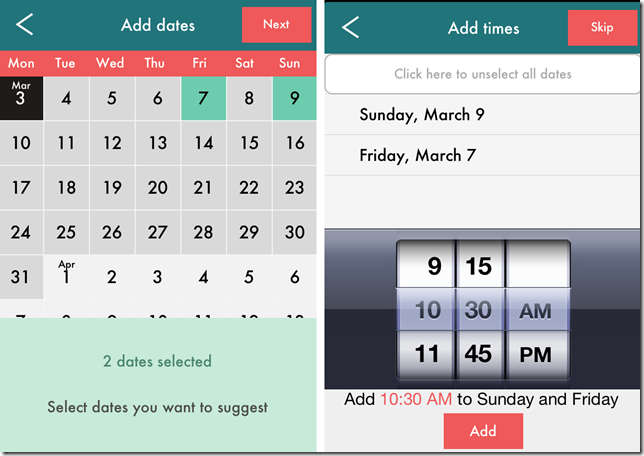 Add dates
Next
Mon Tue Wed Thu Fri Sat Sun
Mar
3 4 5 6 7 8 9
10 11 12 13 14 15 16
17 18 19 20 21 22 23
24 25 26 27 28 29 30
31
Apr
1 2 3 4 5 6
2 dates selected
Select dates you want to suggest
Add times
Skip
Click here to unselect all dates
Sunday, March 9
Friday, March 7
9 15
10 30 AM
11 45 PM
Add 10:30 AM to Sunday and Friday
Add